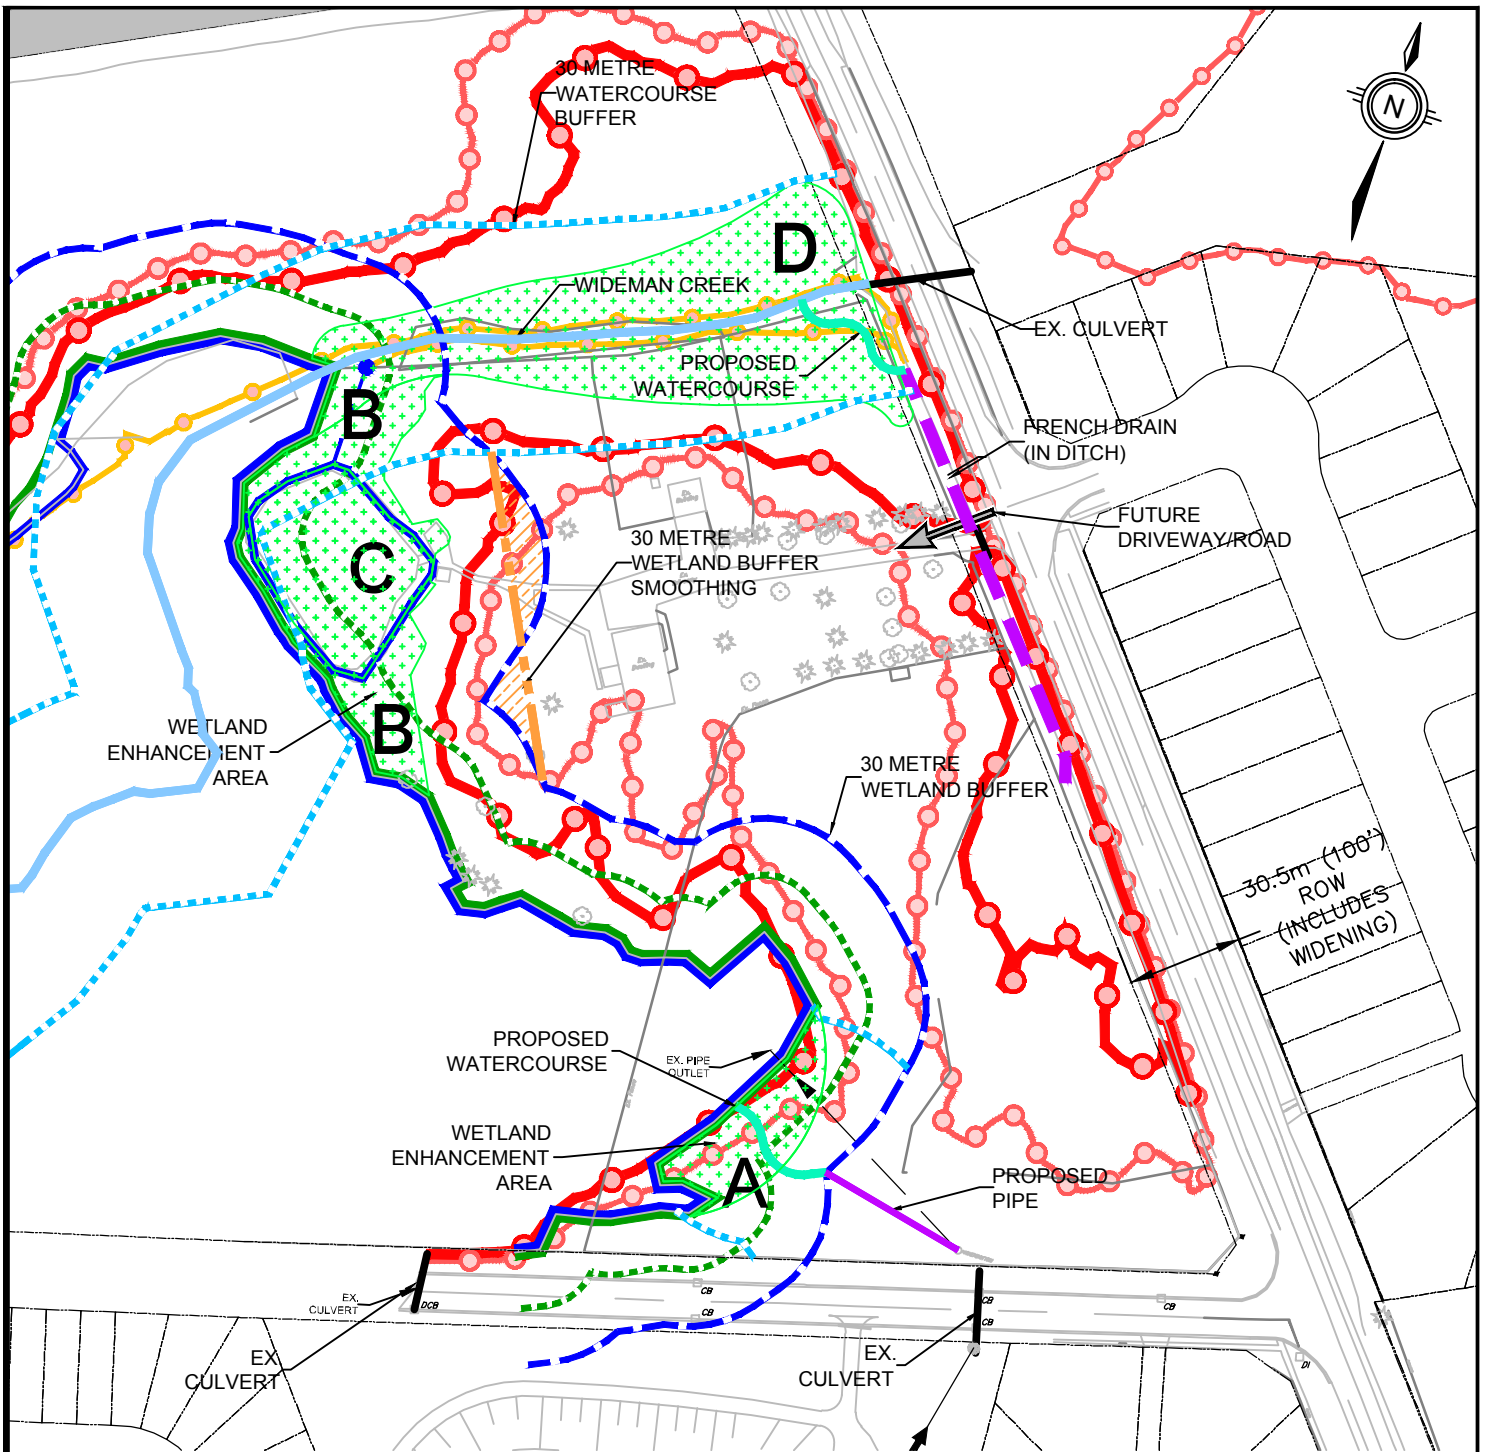 30 METRE
WATERCOURSE
BUFFER
N
D
WIDEMAN CREEK
EX. CULVERT
PROPOSED
WATERCOURSE
B
FRENCH DRAIN
(IN DITCH)
FUTURE
DRIVEWAY/ROAD
30 METRE
WETLAND BUFFER
SMOOTHING
C
WETLAND
ENHANCEMENT
AREA
B
30 METRE
WETLAND BUFFER
30.5m (100')
ROW
(INCLUDES
WIDENING)
PROPOSED
WATERCOURSE
EX. PIPE
OUTLET
WETLAND
ENHANCEMENT
AREA
A
PROPOSED
PIPE
EX.
CULVERT
DCB
CB
CB
CB
CB
CB
DI
EX.
CULVERT
EX.
CULVERT